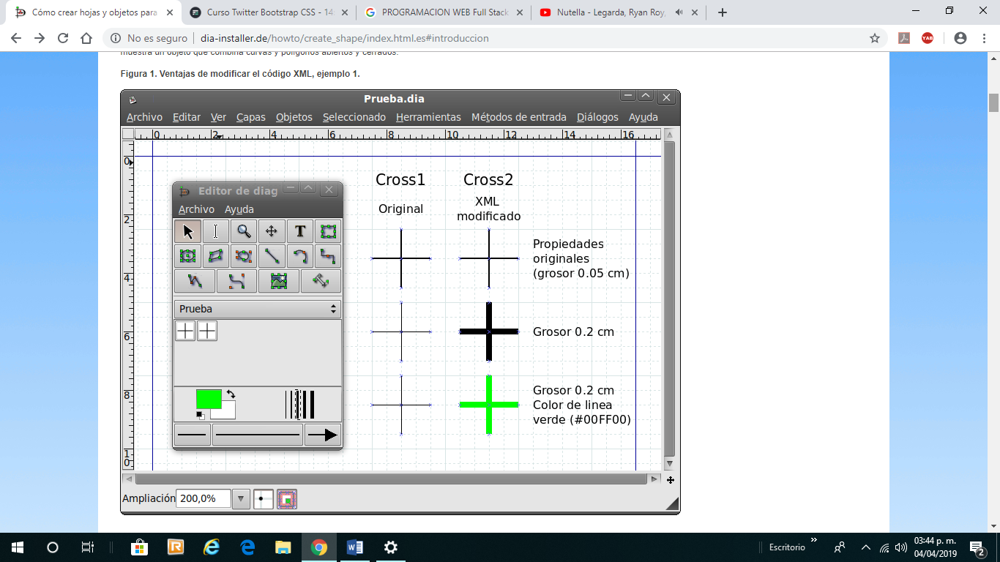 Cómo crear hojas y objetos para
Curso Twitter Bootstrap CSS - 14
PROGRAMACION WEB Full Stack
Nutella - Legarda, Ryan Roy,
No es seguro
dia-installer.de/howto/create_shape/index.html.es#introduccion
YAB
muestra un objeto que combina curvas y polígonos abiertos y cerrados.
Figura 1. Ventajas de modificar el código XML, ejemplo 1.
Prueba.dia
Archivo Editar Ver Capas Objetos Seleccionado Herramientas Métodos de entrada Diálogos Ayuda
0 2 4 6 8 10 12 14 16
0
2
4
6
8
10
Cross1 Cross2
Original
XML
modificado
Propiedades
originales
(grosor 0.05 cm)
Grosor 0.2 cm
Grosor 0.2 cm
Color de linea
verde (#00FF00)
Editor de diag
Archivo Ayuda
T
Prueba
Ampliación 200,0%
Escritorio
03:44 p. m.
04/04/2019
2